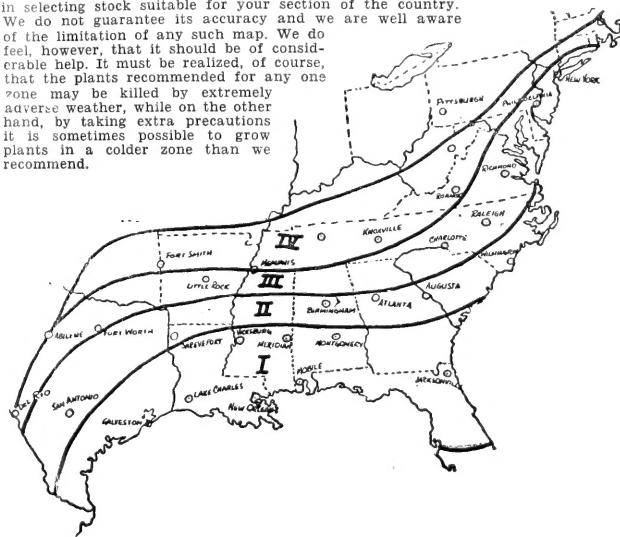 in selecting stock suitable for your section of the country.
We do not guarantee its accuracy and we are well aware
of the limitation of any such map. We do
feel, however, that it should be of consid-
erable help. It must be realized, of course,
that the plants recommended for any one
zone may be killed by extremely
adverse weather, while on the other
hand, by taking extra precautions
it is sometimes possible to grow
plants in a colder zone than we
recommend.
NEW YORK
PITTSBURGH
PHILADELPHIA
RICHMOND
ROANOKE
RALEIGH
KNOXVILLE
IV
CHARLOTTE
WILMINGTON
FORT SMITH
MEMPHIS
LITTLE ROCK
III
AUGUSTA
ATLANTA
II
BIRMINGHAM
ABILENE
FORT WORTH
SHREVEPORT
VICKSBURG
MERIDIAN
MONTGOMERY
I
MOBILE
JACKSONVILLE
DEL RIO
SAN ANTONIO
LAKE CHARLES
NEW ORLEANS
GALVESTON